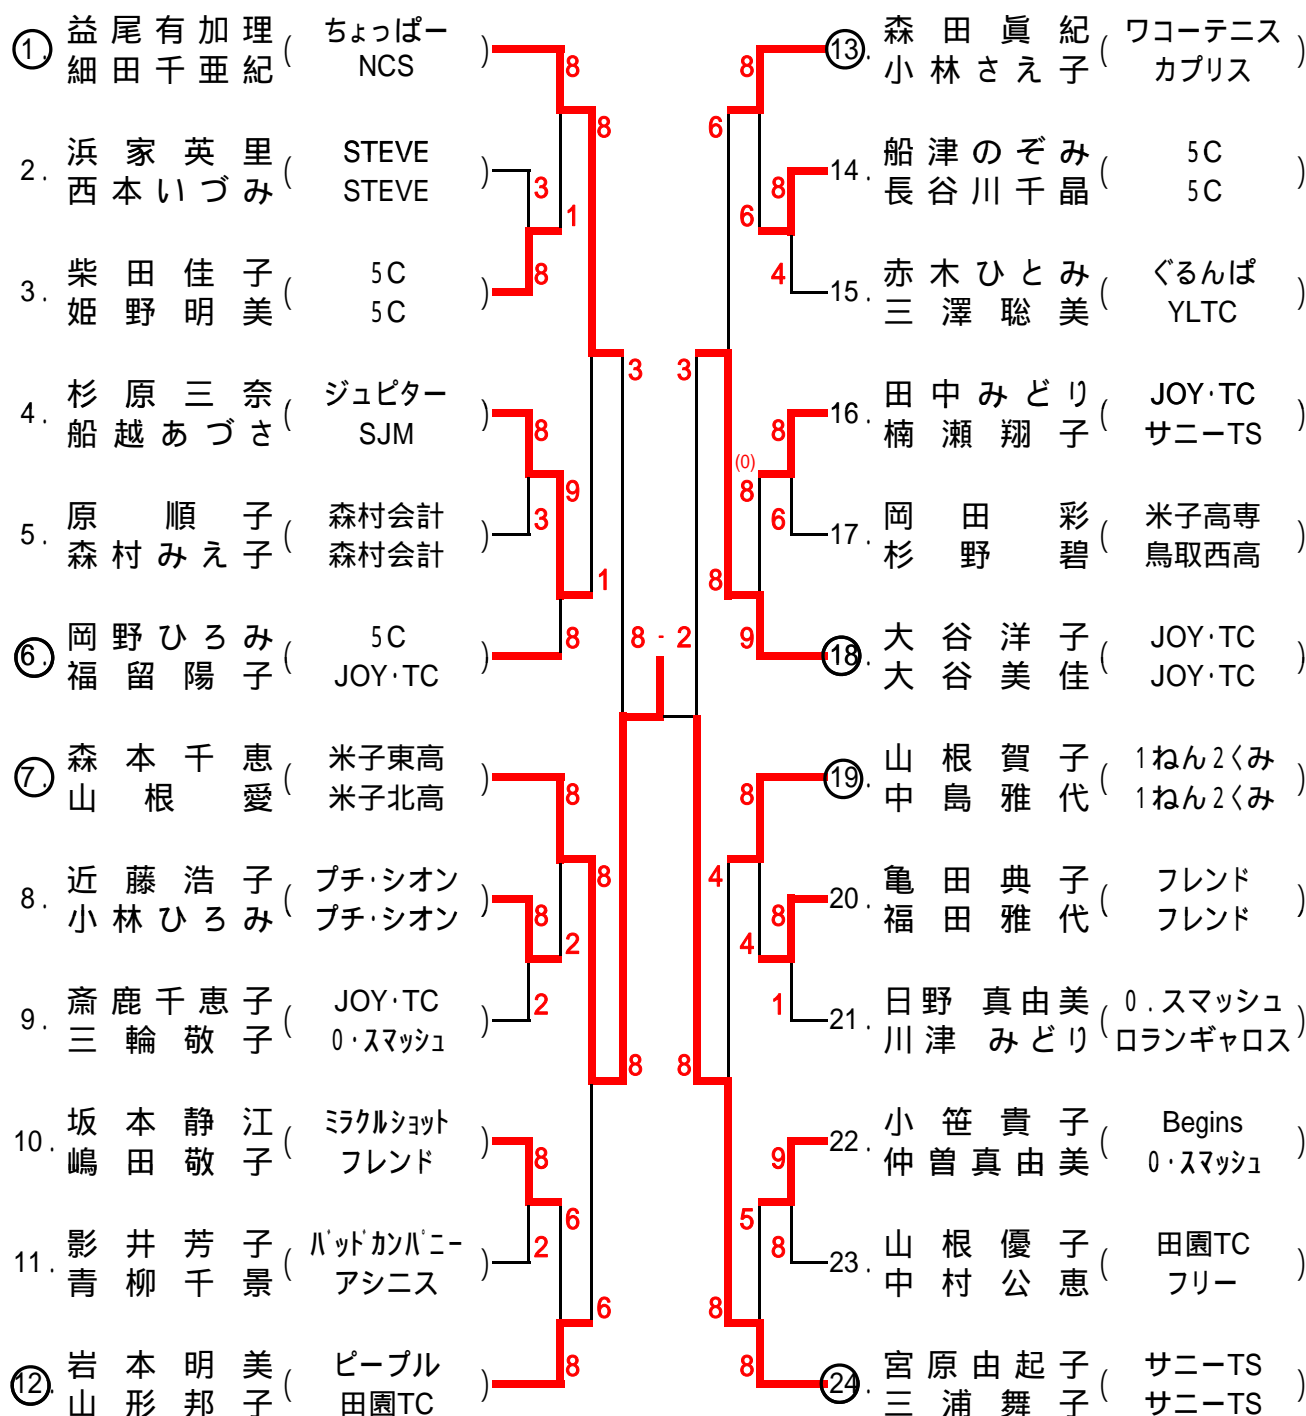 1. 益尾有加理 ( ちょっぱー )
細田千亜紀 NCS
2. 浜家英里 ( STEVE )
西本いづみ STEVE
3. 柴田佳子 ( 5C )
姫野明美 5C
4. 杉原三奈 ( ジュピター )
船越あづさ SJM
5. 原順子 ( 森村会計 )
森村みえ子 森村会計
6. 岡野ひろみ ( 5C )
福留陽子 JOY・TC
7. 森本千恵 ( 米子東高 )
山根愛 米子北高
8. 近藤浩子 ( プチ・シオン )
小林ひろみ プチ・シオン
9. 斎鹿千恵子 ( JOY・TC )
三輪敬子 0・スマッシュ
10. 坂本静江 ( ミラクルショット )
嶋田敬子 フレンド
11. 影井芳子 ( バッドカンパニー )
青柳千景 アシニス
12. 岩本明美 ( ピープル )
山形邦子 田園TC
8
8
3
1
8
3
8
9
3
1
8
8
8
8
2
2
8
8
6
2
6
8
8 - 2
13. 森田眞紀 ( ワコーテニス )
小林さえ子 カプリス
14. 船津のぞみ ( 5C )
長谷川千晶 5C
15. 赤木ひとみ ( ぐるんぱ )
三澤聡美 YLTC
16. 田中みどり ( JOY・TC )
楠瀬翔子 サニーTS
17. 岡田彩 ( 米子高専 )
杉野碧 鳥取西高
18. 大谷洋子 ( JOY・TC )
大谷美佳 JOY・TC
19. 山根賀子 ( 1ねん2くみ )
中島雅代 1ねん2くみ
20. 亀田典子 ( フレンド )
福田雅代 フレンド
21. 日野真由美 ( 0.スマッシュ )
川津みどり ロランギャロス
22. 小笹貴子 ( Begins )
仲曽真由美 0・スマッシュ
23. 山根優子 ( 田園TC )
中村公恵 フリー
24. 宮原由起子 ( サニーTS )
三浦舞子 サニーTS
8
6
8
6
4
3
8
(0)
8
6
8
9
8
4
8
4
1
8
9
5
8
8
8